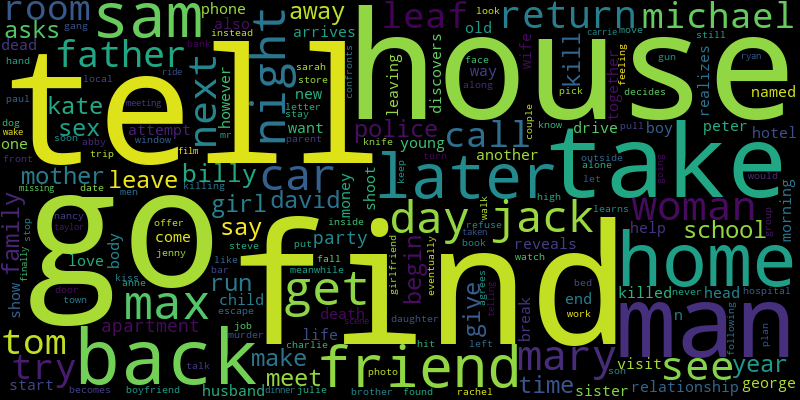 room sam phone away leaf return michael
asks also arrives old look carrie move still
dead father night instead kill wife feeling together realizes
hand gang bank sarah store confronts leaving discovers way along face gun ryan
tell house
paul local ride next however new letter stay want parent police young call another pick decides named
dog wake kate sex attempt window knife couple know drive boy pull peter hotel
one soon abby meeting trip film
front mother leave billy car shoot keep turn later take outside alone let going would
missing date men killing girl david money day jack high woman learns group morning
family go nancy taylor offer come jenny say steve inside walk refuse taken book school help
stop finally show body love kiss like bar put party girlfriend eventually begin reveals watch home
door town anne max run child escape meanwhile fall get find agrees telling give end bed work killed never head hospital
tom back apartment job murder death scene life daughter break n man following plan
try make charlie hit left friend mary see year
start becomes boyfriend talk husband meet dinner julie photo brother found rachel time sister son visit relationship george